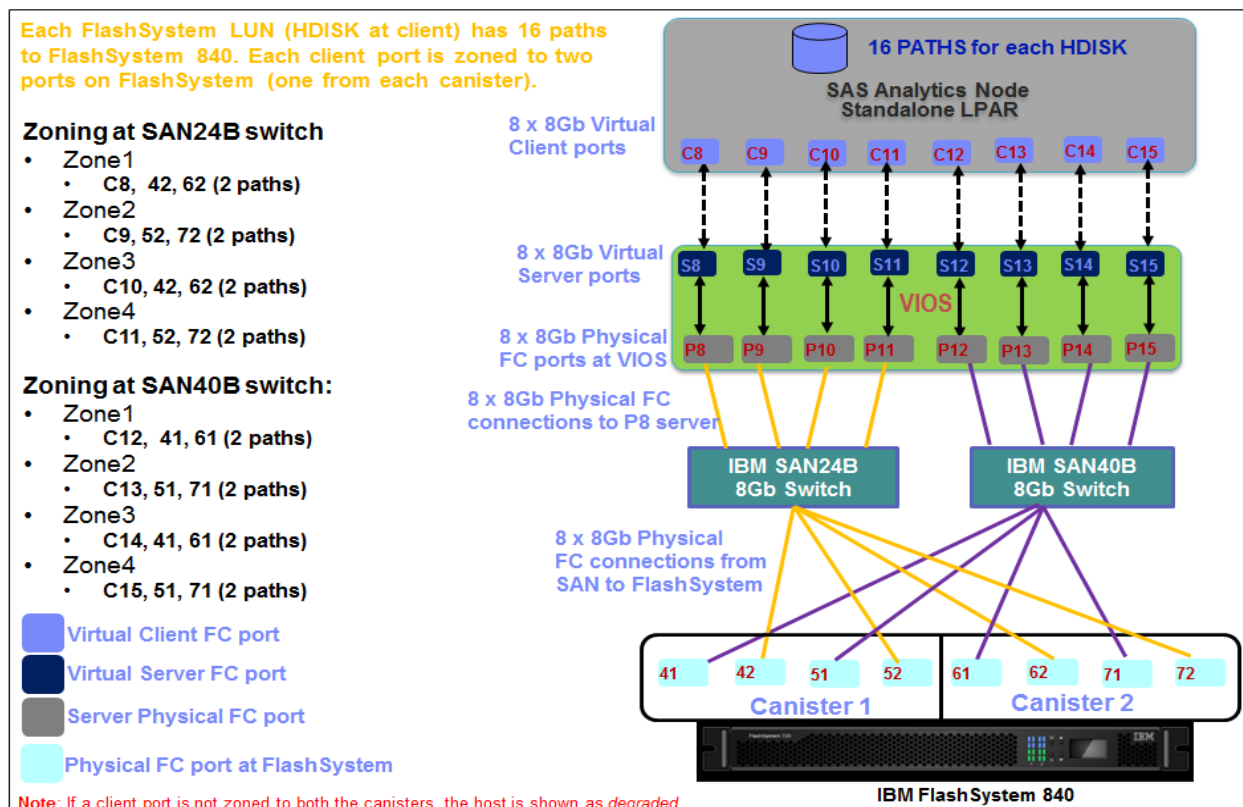 Each FlashSystem LUN (HDISK at client) has 16 paths
to FlashSystem 840. Each client port is zoned to two
ports on FlashSystem (one from each canister).
Zoning at SAN24B switch
• Zone1
• C8, 42, 62 (2 paths)
• Zone2
• C9, 52, 72 (2 paths)
• Zone3
• C10, 42, 62 (2 paths)
• Zone4
• C11, 52, 72 (2 paths)
Zoning at SAN40B switch:
• Zone1
• C12, 41, 61 (2 paths)
• Zone2
• C13, 51, 71 (2 paths)
• Zone3
• C14, 41, 61 (2 paths)
• Zone4
• C15, 51, 71 (2 paths)
Virtual Client FC port
Virtual Server FC port
Server Physical FC port
Physical FC port at FlashSystem
Note: If a client port is not zoned to both the canisters, the host is shown as degraded
16 PATHS for each HDISK
SAS Analytics Node
Standalone LPAR
8 x 8Gb Virtual
Client ports
C8 C9 C10 C11 C12 C13 C14 C15
8 x 8Gb Virtual
Server ports
S8 S9 S10 S11 S12 S13 S14 S15
VIOS
8 x 8Gb Physical
FC ports at VIOS
P8 P9 P10 P11 P12 P13 P14 P15
8 x 8Gb Physical FC
connections to P8 server
IBM SAN24B
8Gb Switch
IBM SAN40B
8Gb Switch
8 x 8Gb Physical
FC connections from
SAN to FlashSystem
41 42 51 52 61 62 71 72
Canister 1
Canister 2
FlashSystem 720
IBM
IBM FlashSystem 840